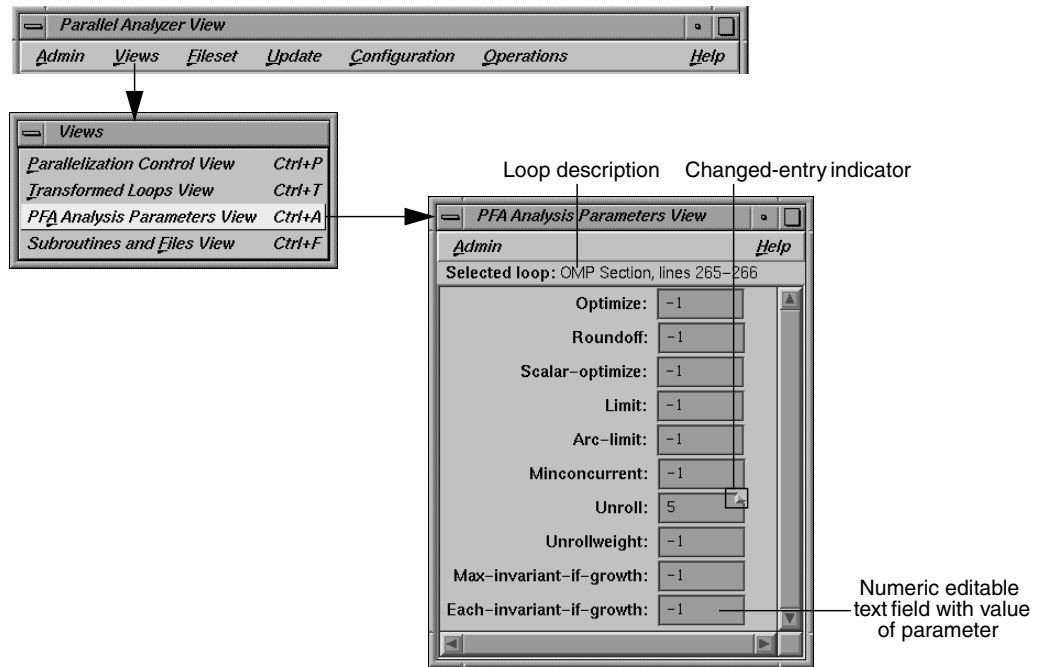 Parallel Analyzer View
Admin Views Fileset Update Configuration Operations Help
Views
Parallelization Control View Ctrl+P
Transformed Loops View Ctrl+T
PFA Analysis Parameters View Ctrl+A
Subroutines and Files View Ctrl+F
Loop description
Changed-entry indicator
PFA Analysis Parameters View
Admin Help
Selected loop: OMP Section, lines 265-266
Optimize: -1
Roundoff: -1
Scalar-optimize: -1
Limit: -1
Arc-limit: -1
Minconcurrent: -1
Unroll: 5
Unrollweight: -1
Max-invariant-if-growth: -1
Each-invariant-if-growth: -1
Numeric editable
text field with value
of parameter